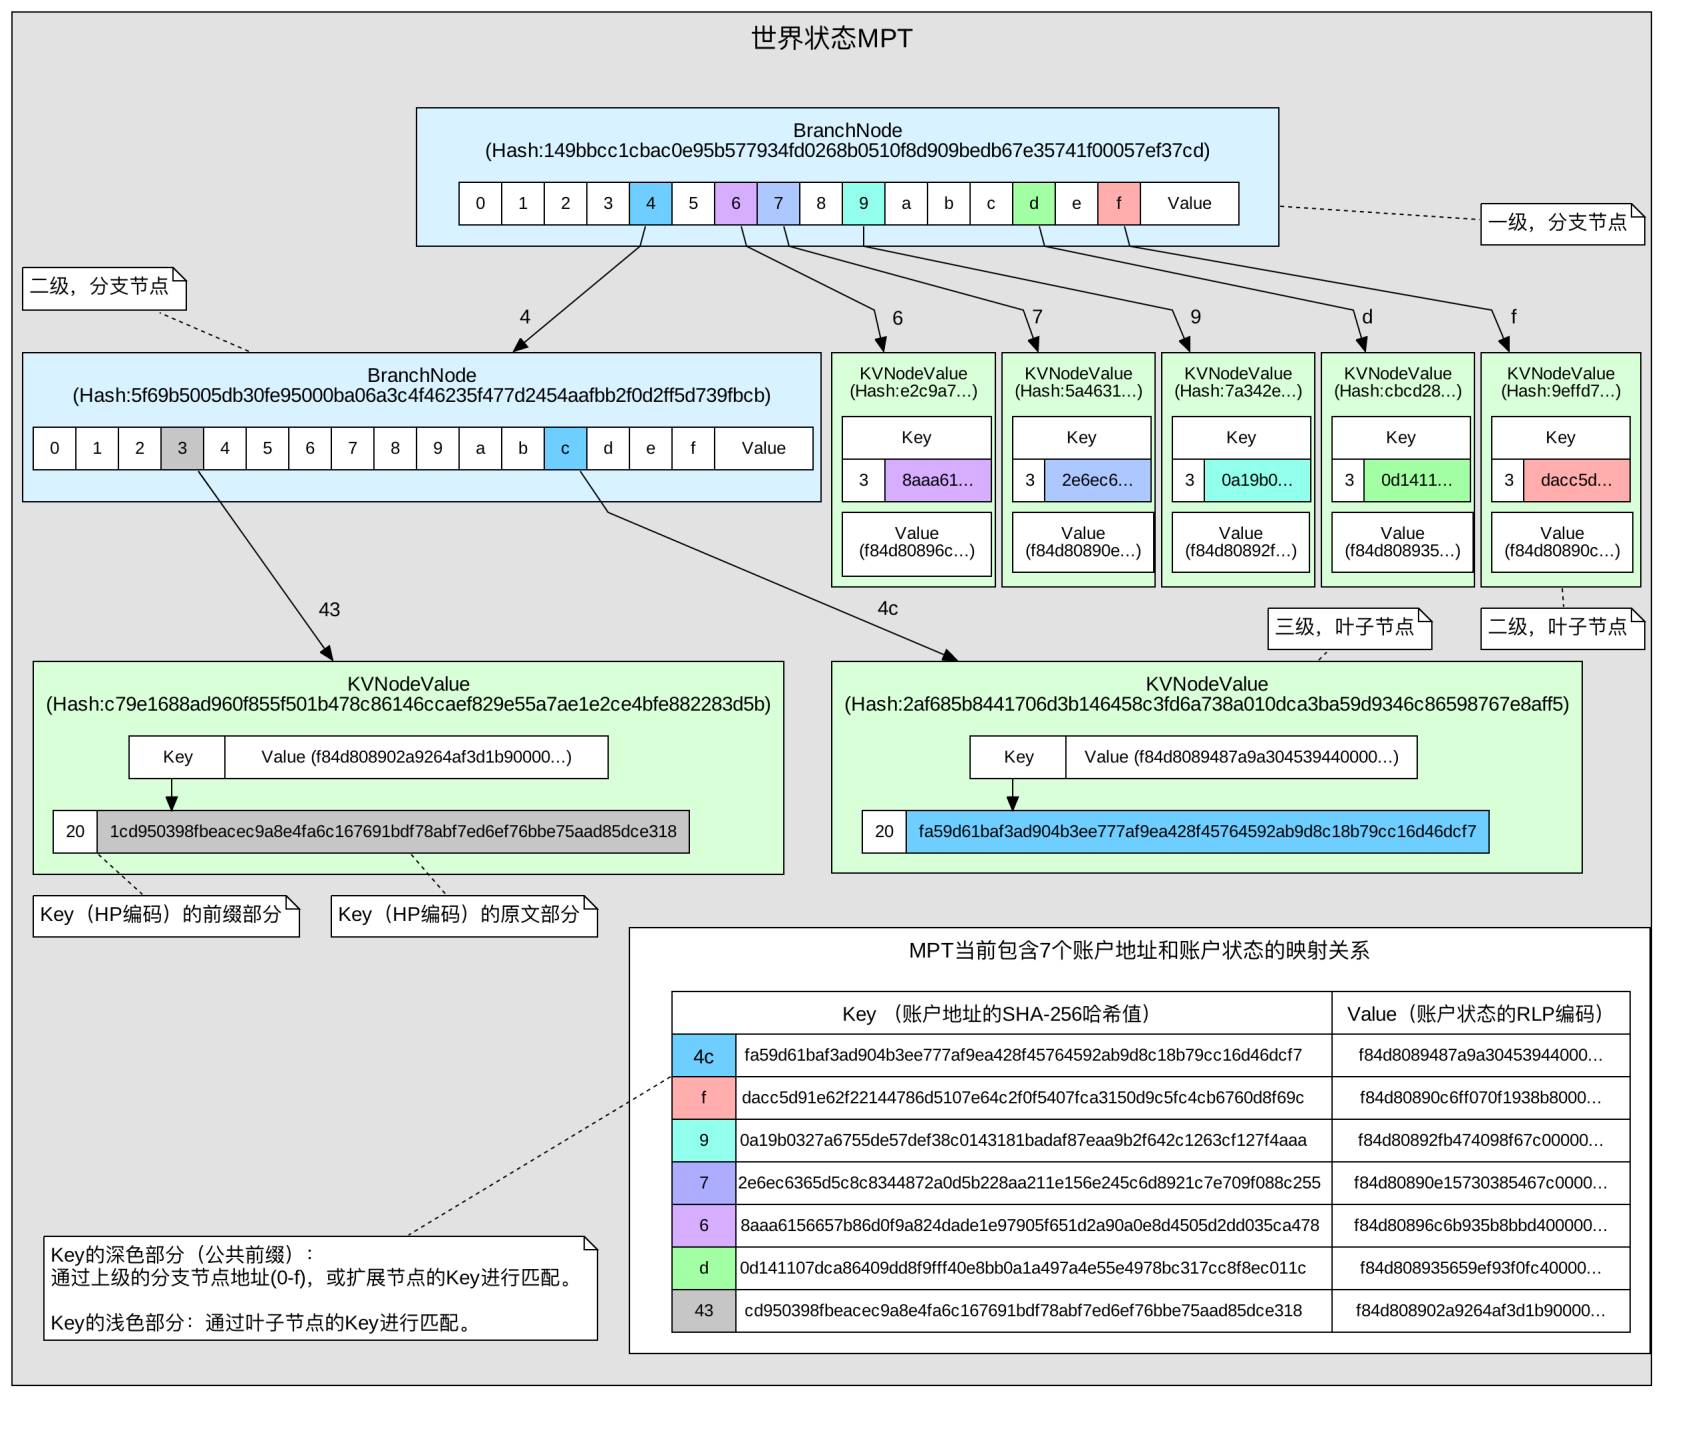 世界状态MPT
BranchNode
(Hash:149bbcc1cbac0e95b577934fd0268b0510f8d909bedb67e35741f00057ef37cd)
0 1 2 3 4 5 6 7 8 9 a b c d e f Value
一级，分支节点
二级，分支节点
4 6 7 9 d f
BranchNode
(Hash:5f69b5005db30fe95000ba06a3c4f46235f477d2454aafbb2f0d2ff5d739fbcb)
0 1 2 3 4 5 6 7 8 9 a b c d e f Value
KVNodeValue
(Hash:e2c9a7...)
Key
3 8aaa61...
Value
(f84d80896c...)
KVNodeValue
(Hash:5a4631...)
Key
3 2e6ec6...
Value
(f84d80890e...)
KVNodeValue
(Hash:7a342e...)
Key
3 0a19b0...
Value
(f84d80892f...)
KVNodeValue
(Hash:cbcd28...)
Key
3 0d1411...
Value
(f84d808935...)
KVNodeValue
(Hash:9effd7...)
Key
3 dacc5d...
Value
(f84d80890c...)
43 4c
三级，叶子节点
二级，叶子节点
KVNodeValue
(Hash:c79e1688ad960f855f501b478c86146ccaef829e55a7ae1e2ce4bfe882283d5b)
Key Value (f84d808902a9264af3d1b90000...)
20 1cd950398fbeacec9a8e4fa6c167691bdf78abf7ed6ef76bbe75aad85dce318
KVNodeValue
(Hash:2af685b8441706d3b146458c3fd6a738a010dca3ba59d9346c86598767e8aff5)
Key Value (f84d8089487a9a304539440000...)
20 fa59d61baf3ad904b3ee777af9ea428f45764592ab9d8c18b79cc16d46dcf7
Key（HP编码）的前缀部分
Key（HP编码）的原文部分
MPT当前包含7个账户地址和账户状态的映射关系
Key （账户地址的SHA-256哈希值） Value（账户状态的RLP编码）
4c fa59d61baf3ad904b3ee777af9ea428f45764592ab9d8c18b79cc16d46dcf7 f84d8089487a9a30453944000...
f dacc5d91e62f22144786d5107e64c2f0f5407fca3150d9c5fc4cb6760d8f69c f84d80890c6ff070f1938b8000...
9 0a19b0327a6755de57def38c0143181badaf87eaa9b2f642c1263cf127f4aaa f84d80892fb474098f67c00000...
7 2e6ec6365d5c8c8344872a0d5b228aa211e156e245c6d8921c7e709f088c255 f84d80890e15730385467c0000...
6 8aaa6156657b86d0f9a824dade1e97905f651d2a90a0e8d4505d2dd035ca478 f84d80896c6b935b8bbd400000...
d 0d141107dca86409dd8f9fff40e8bb0a1a497a4e55e4978bc317cc8f8ec011c f84d808935659ef93f0fc40000...
43 cd950398fbeacec9a8e4fa6c167691bdf78abf7ed6ef76bbe75aad85dce318 f84d808902a9264af3d1b90000...
Key的深色部分（公共前缀）：
通过上级的分支节点地址(0-f)，或扩展节点的Key进行匹配。
Key的浅色部分：通过叶子节点的Key进行匹配。